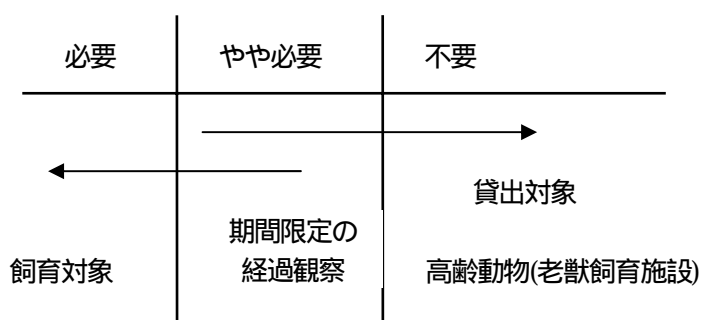 必要 やや必要 不要
貸出対象
期間限定の
飼育対象 経過観察 高齢動物(老獣飼育施設)